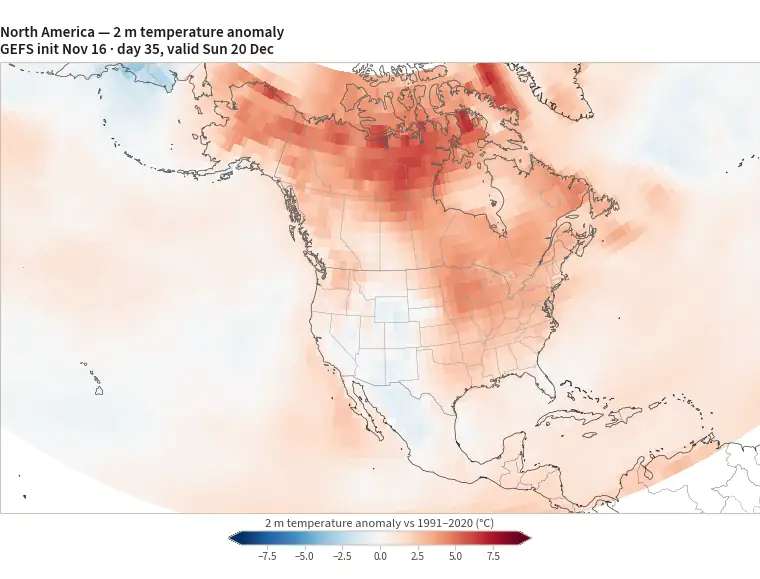 North America — 2 m temperature anomaly
GEFS init Nov 16 · day 35, valid Sun 20 Dec
2 m temperature anomaly vs 1991–2020 (°C)
−7.5 −5.0 −2.5 0.0 2.5 5.0 7.5